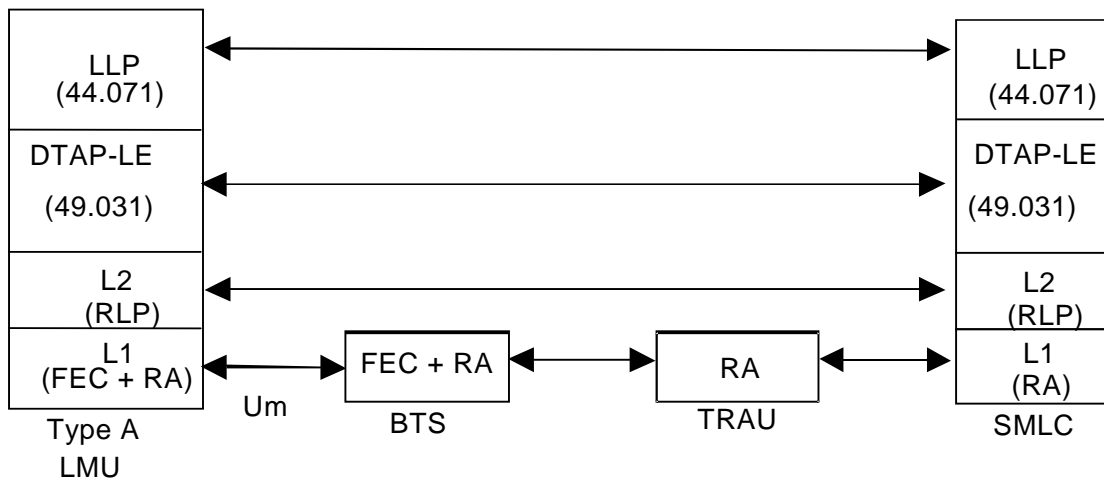 LLP
(44.071)
DTAP-LE
(49.031)
L2
(RLP)
L1
(FEC + RA)
Type A
LMU
Um
FEC + RA
BTS
RA
TRAU
LLP
(44.071)
DTAP-LE
(49.031)
L2
(RLP)
L1
(RA)
SMLC